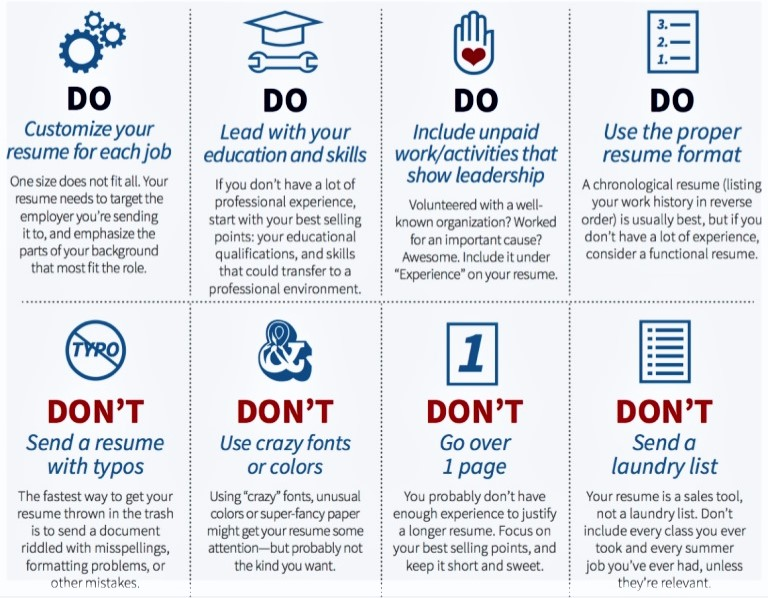 DO
Customize your
resume for each job
One size does not fit all. Your
resume needs to target the
employer you're sending
it to, and emphasize the
parts of your background
that most fit the role.
DO
Lead with your
education and skills
If you don't have a lot of
professional experience,
start with your best selling
points: your educational
qualifications, and skills
that could transfer to a
professional environment.
DO
Include unpaid
work/activities that
show leadership
Volunteered with a well-
known organization? Worked
for an important cause?
Awesome. Include it under
“Experience” on your resume.
3.
2.
1.
DO
Use the proper
resume format
A chronological resume (listing
your work history in reverse
order) is usually best, but if you
don't have a lot of experience,
consider a functional resume.
TYPO
DON'T
Send a resume
with typos
The fastest way to get your
resume thrown in the trash
is to send a document
riddled with misspellings,
formatting problems, or
other mistakes.
&
DON'T
Use crazy fonts
or colors
Using “crazy” fonts, unusual
colors or super-fancy paper
might get your resume some
attention—but probably not
the kind you want.
1
DON'T
Go over
1 page
You probably don't have
enough experience to justify
a longer resume. Focus on
your best selling points, and
keep it short and sweet.
DON'T
Send a
laundry list
Your resume is a sales tool,
not a laundry list. Don't
include every class you ever
took and every summer
job you've ever had, unless
they're relevant.